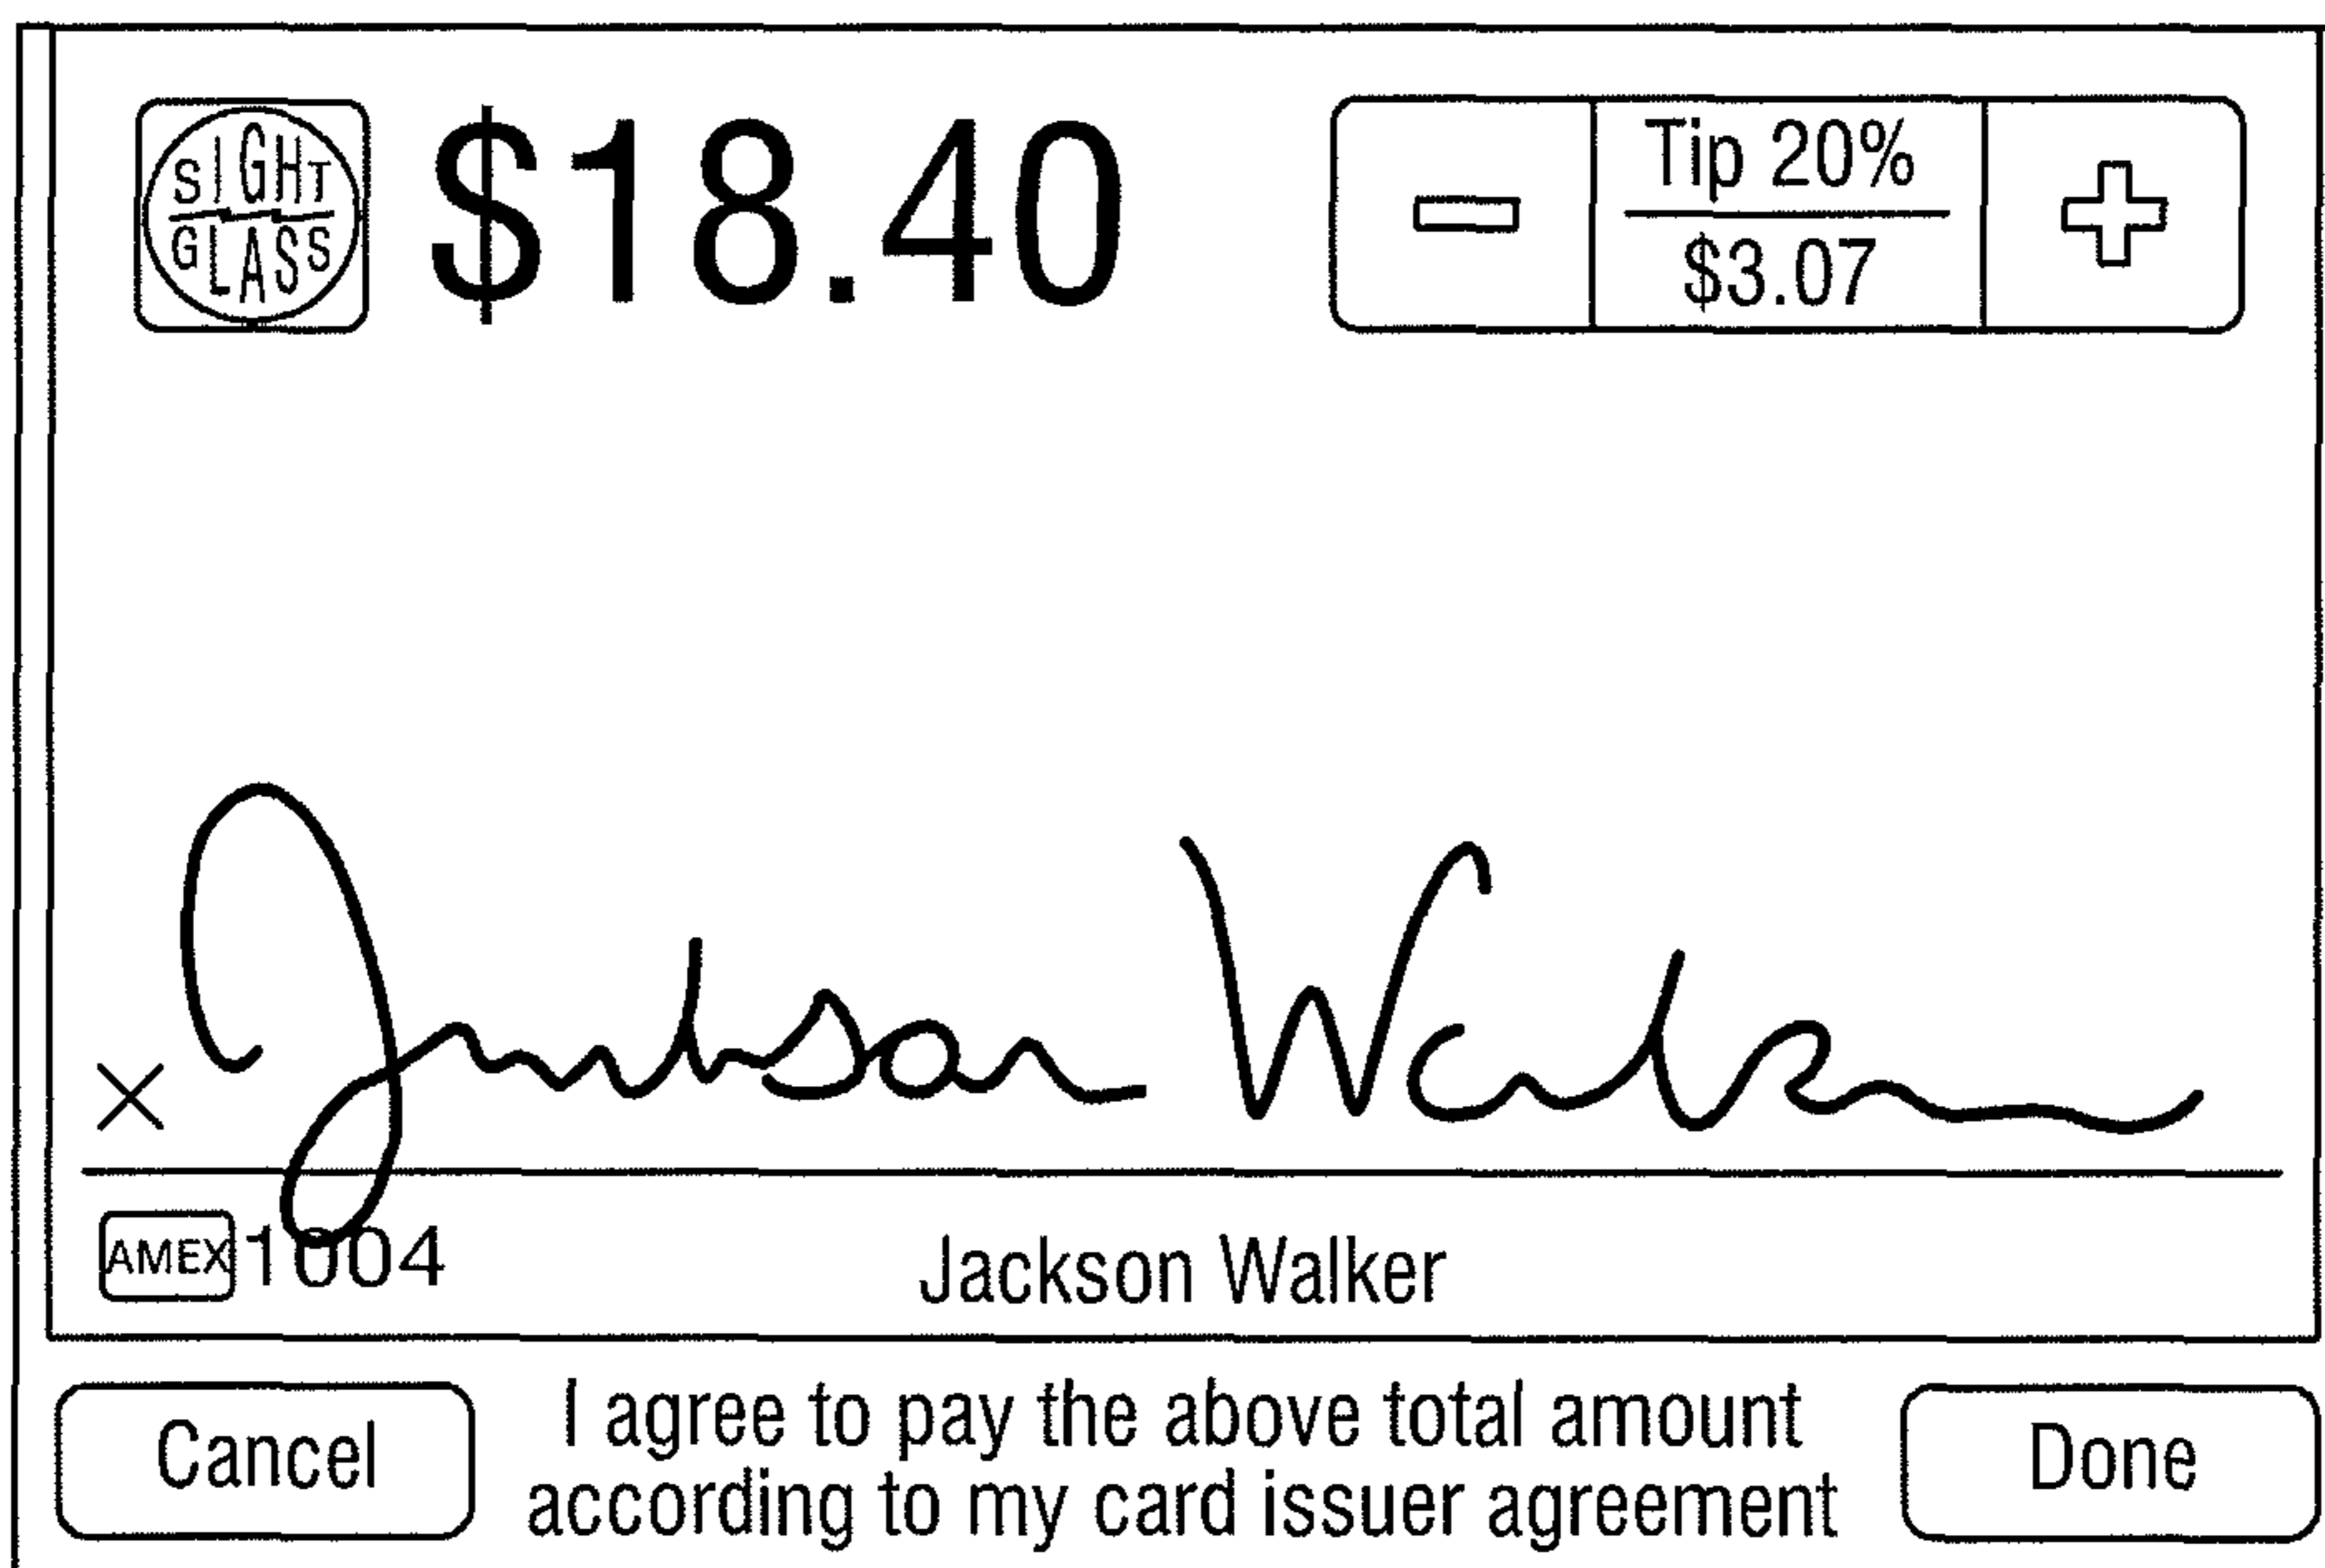 SIGHT
GLASS
$18.40
Tip 20%
$3.07
Jackson Walker
AMEX 1004
Jackson Walker
Cancel
I agree to pay the above total amount
according to my card issuer agreement
Done